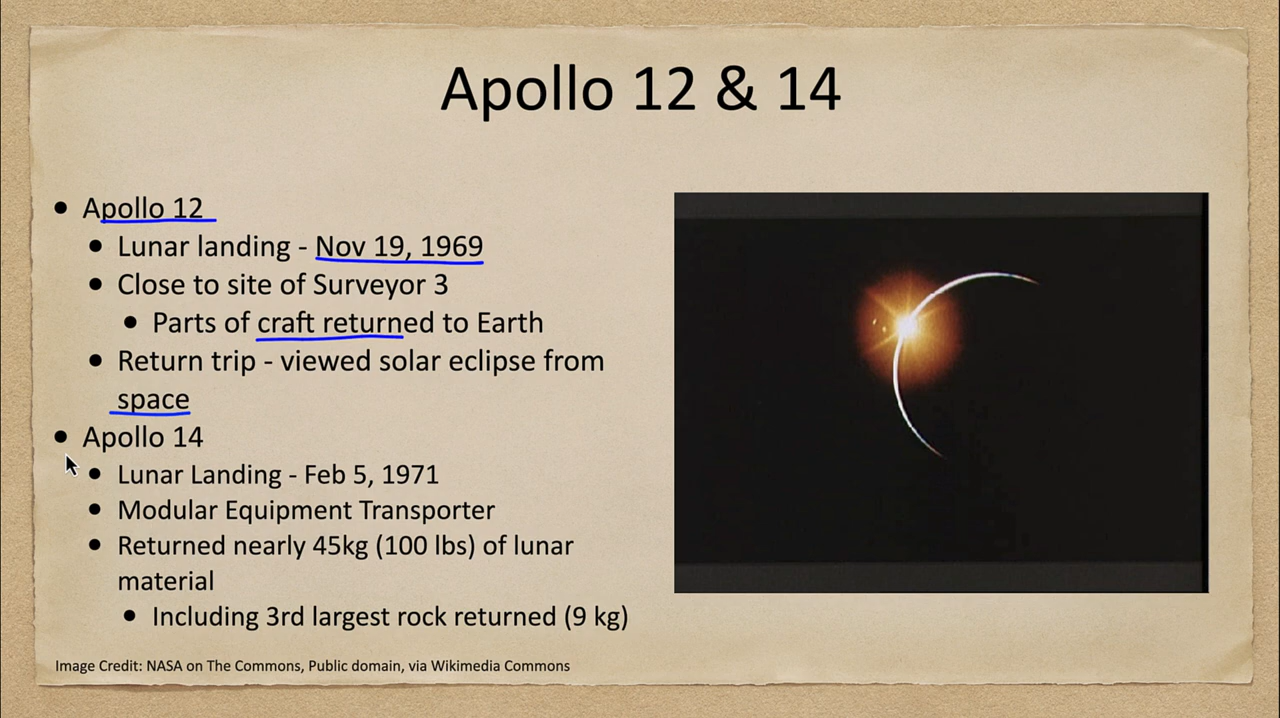 Apollo 12 & 14
• Apollo 12
• Lunar landing - Nov 19, 1969
• Close to site of Surveyor 3
• Parts of craft returned to Earth
• Return trip - viewed solar eclipse from
space
• Apollo 14
• Lunar Landing - Feb 5, 1971
• Modular Equipment Transporter
• Returned nearly 45kg (100 lbs) of lunar
material
• Including 3rd largest rock returned (9 kg)
Image Credit: NASA on The Commons, Public domain, via Wikimedia Commons